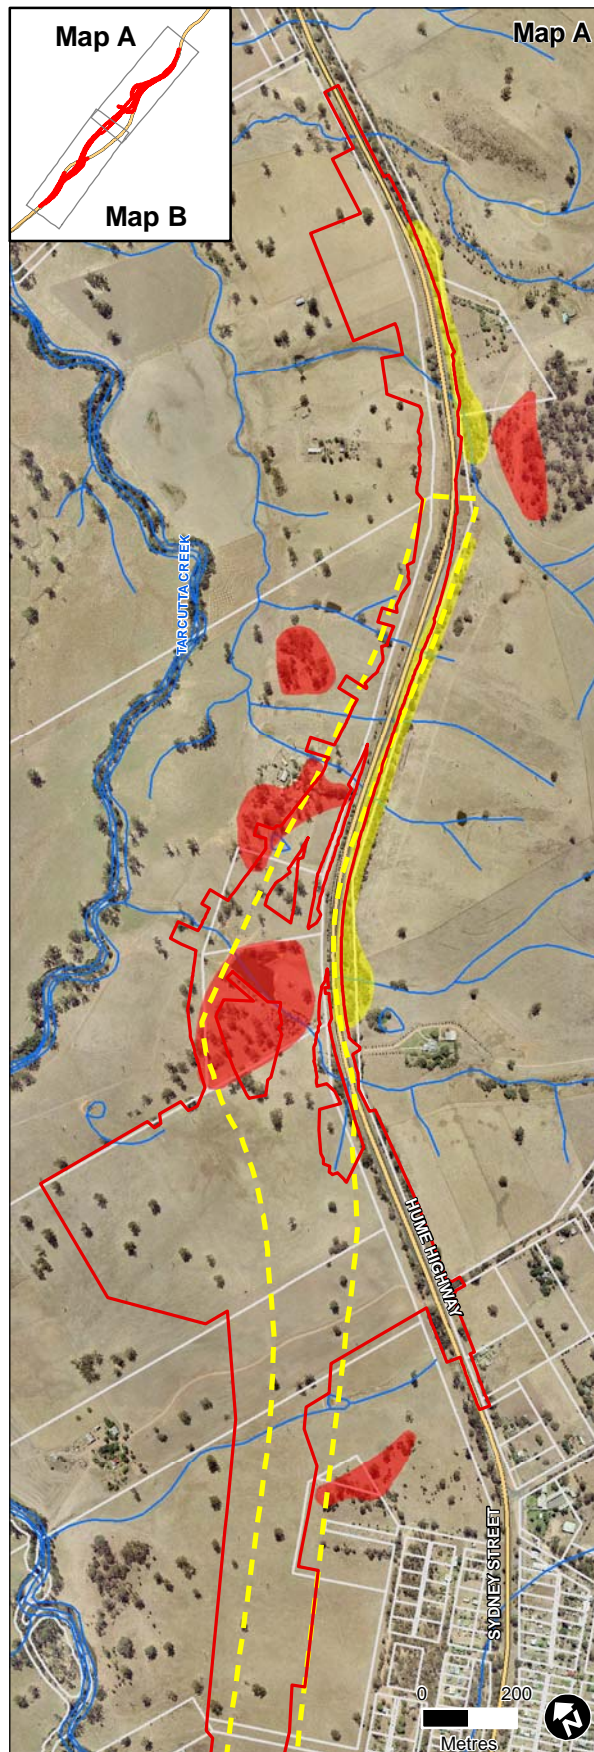 Map A
Map A
Map B
TARCUTTA CREEK
HUME HIGHWAY
SYDNEY STREET
0 200
Metres
N